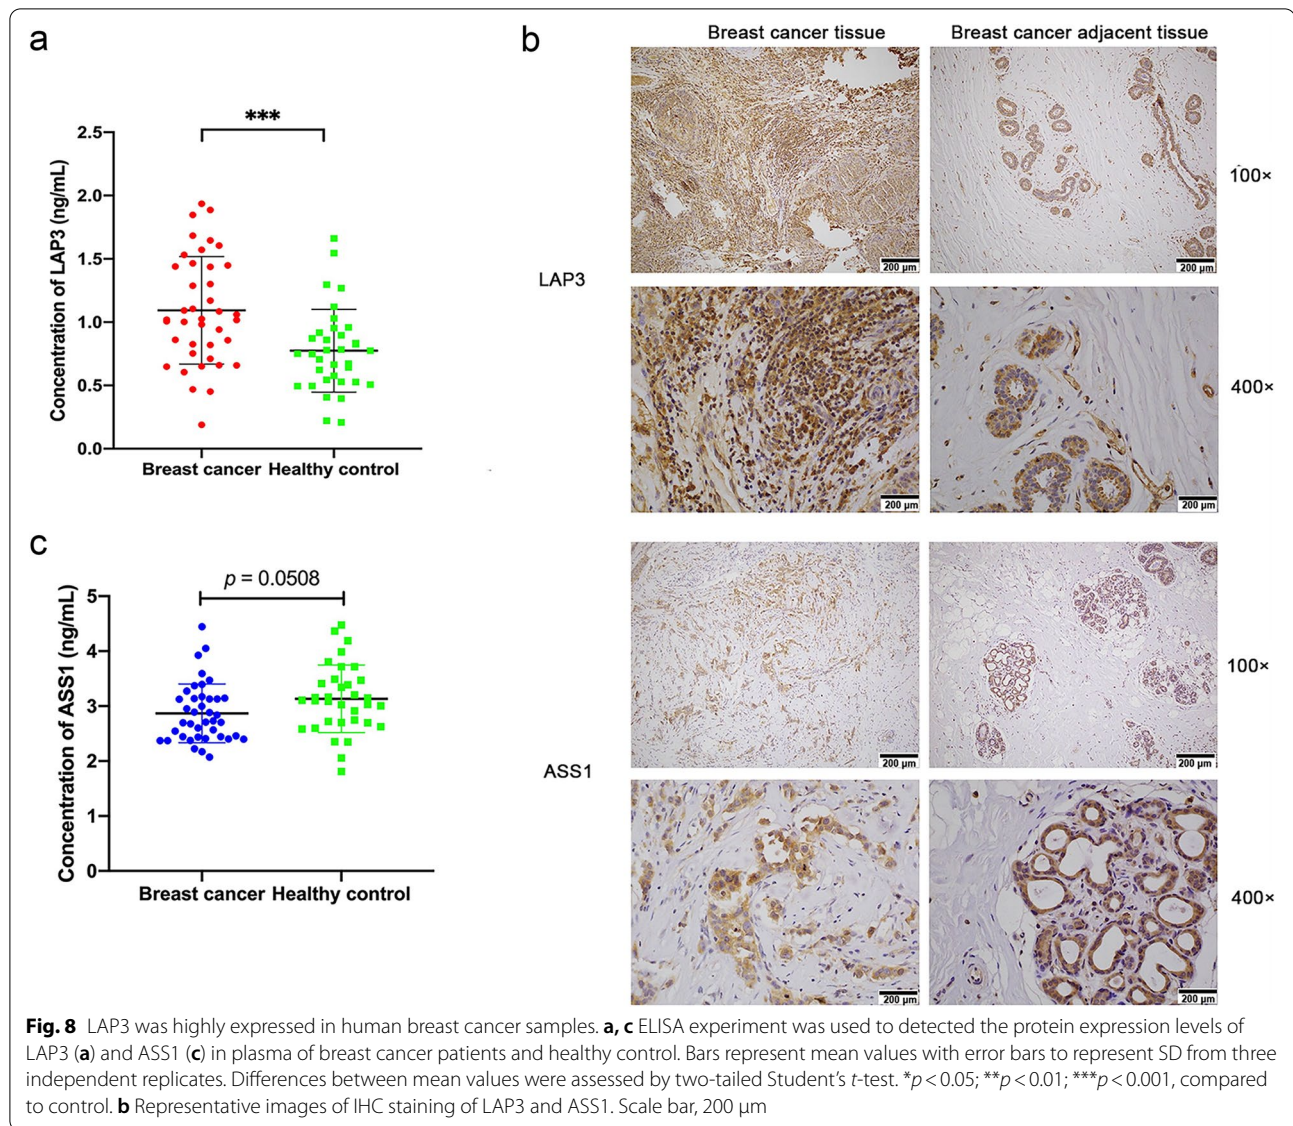 a
***
2.5
2.0
1.5
1.0
0.5
0.0
Concentration of LAP3 (ng/mL)
Breast cancer Healthy control
b
Breast cancer tissue Breast cancer adjacent tissue
LAP3
100×
200 µm 200 µm
400×
200 µm 200 µm
c
p = 0.0508
5
4
3
2
1
0
Concentration of ASS1 (ng/mL)
Breast cancer Healthy control
ASS1
100×
200 µm 200 µm
400×
200 µm 200 µm
Fig. 8 LAP3 was highly expressed in human breast cancer samples. a, c ELISA experiment was used to detected the protein expression levels of
LAP3 (a) and ASS1 (c) in plasma of breast cancer patients and healthy control. Bars represent mean values with error bars to represent SD from three
independent replicates. Differences between mean values were assessed by two-tailed Student’s t-test. *p < 0.05; **p < 0.01; ***p < 0.001, compared
to control. b Representative images of IHC staining of LAP3 and ASS1. Scale bar, 200 µm